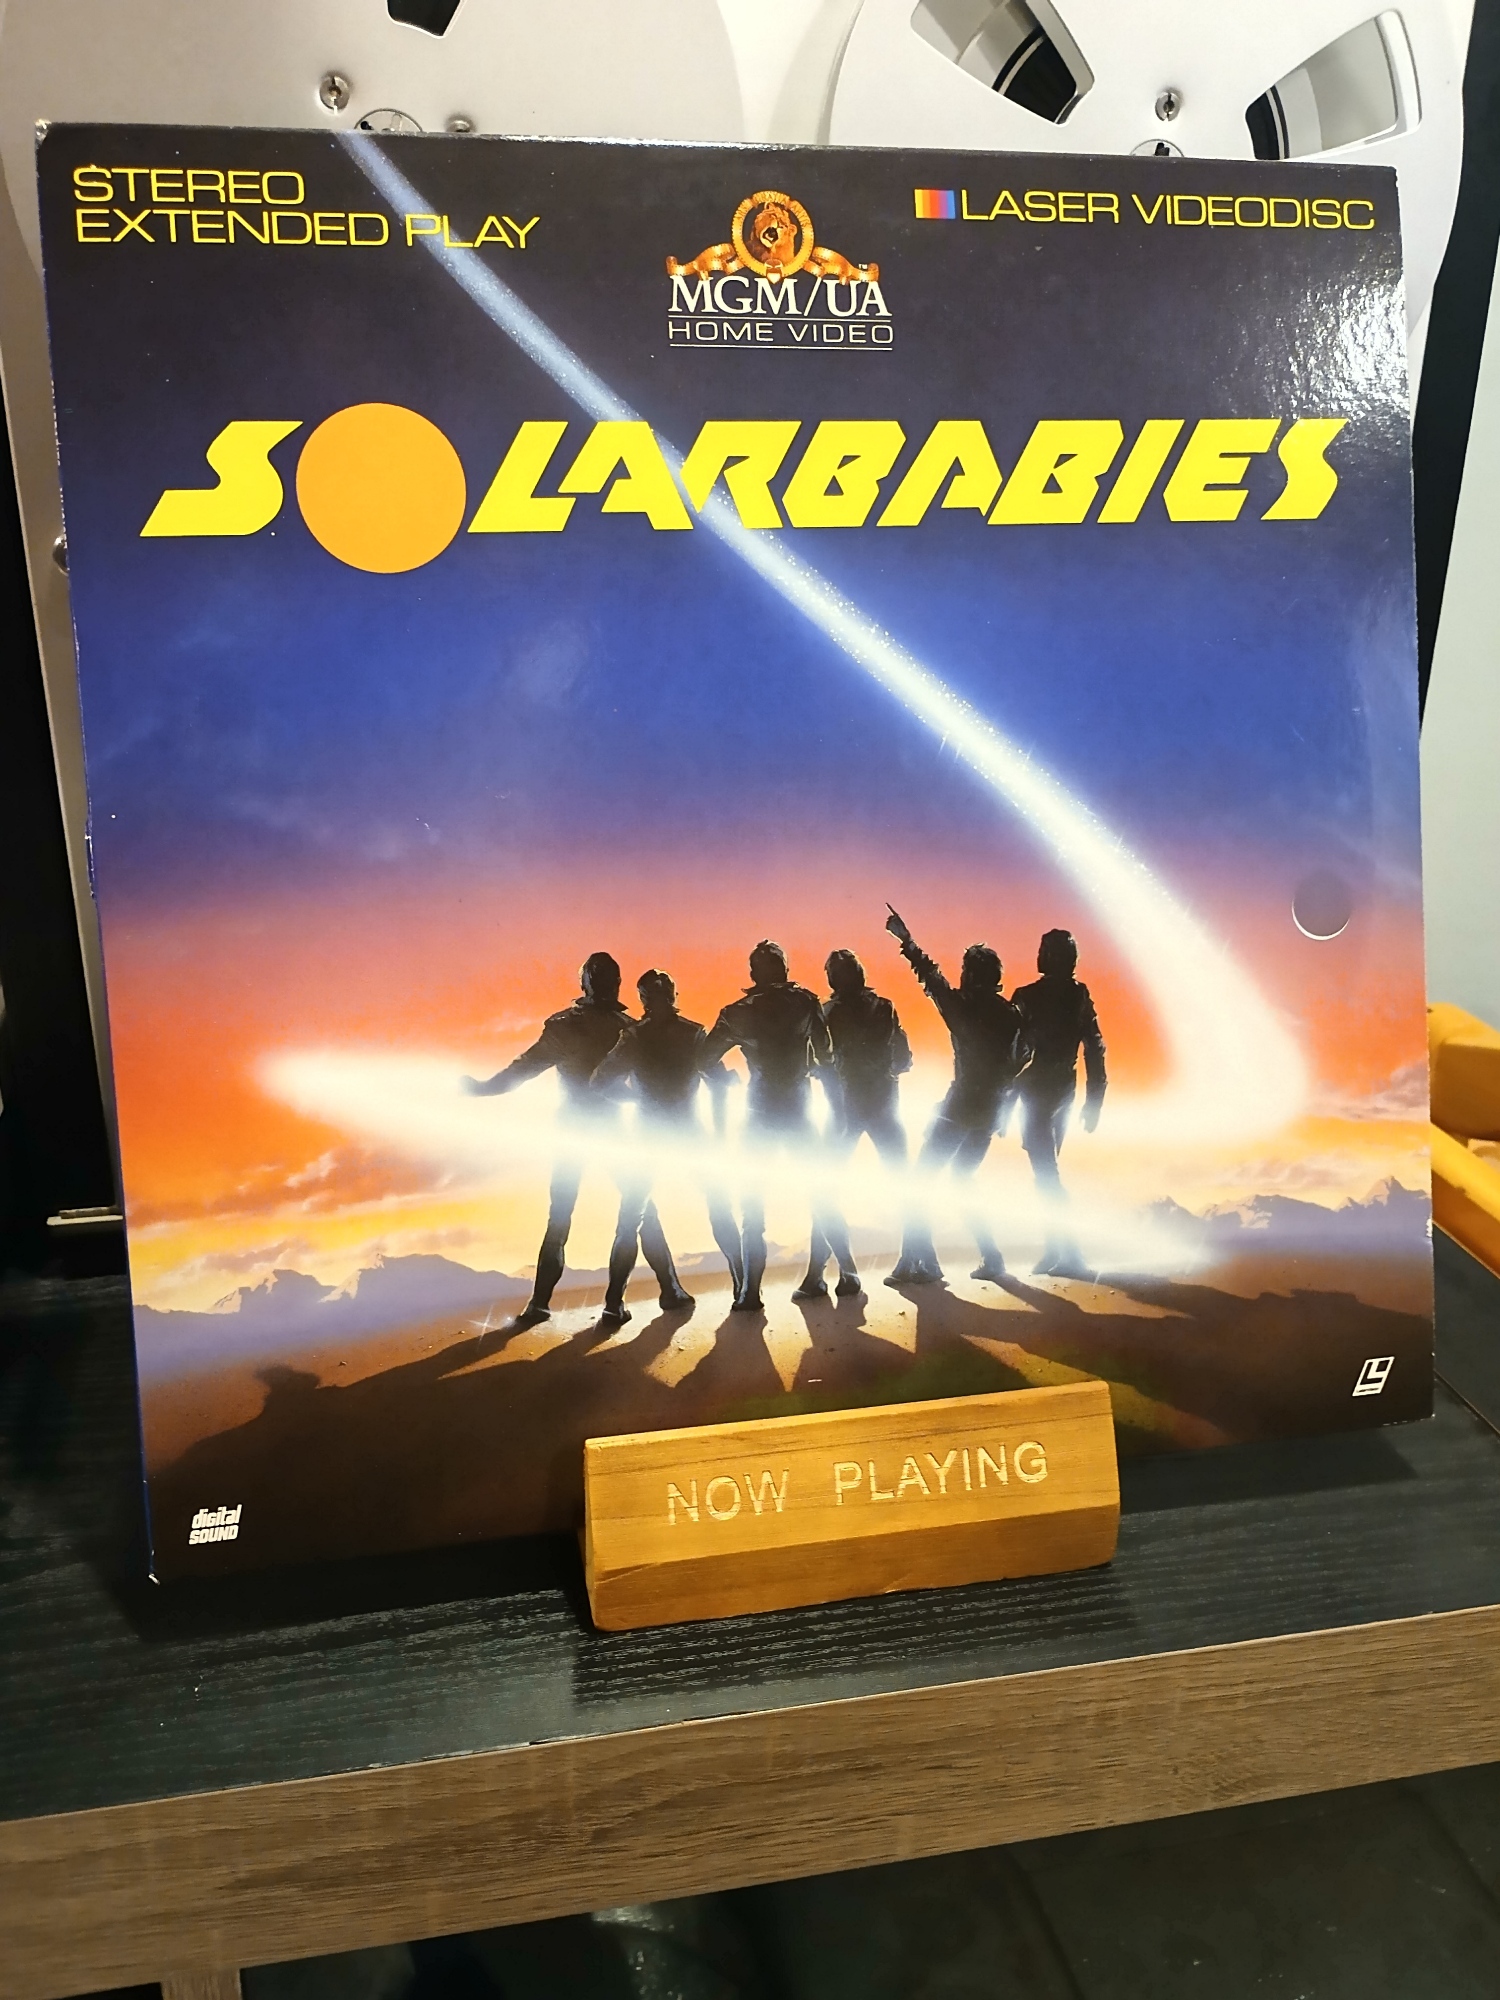 STEREO
EXTENDED PLAY
LASER VIDEODISC
MGM/UA
HOME VIDEO
SOLARBABIES
digital
SOUND
NOW PLAYING